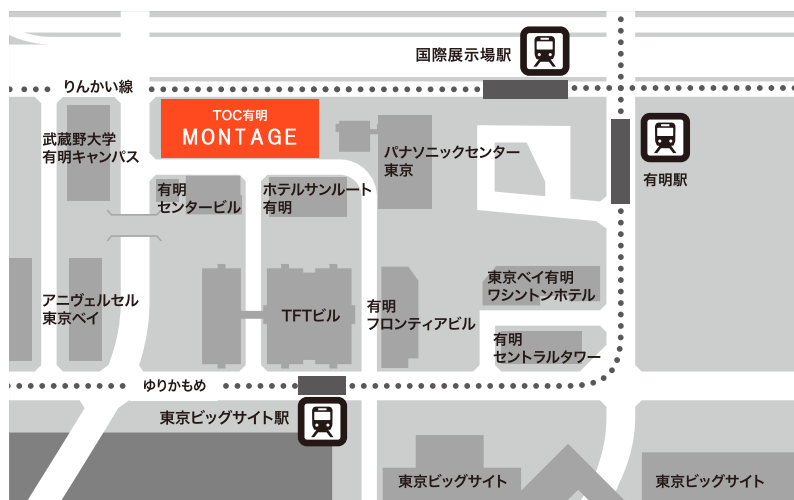 国際展示場駅
りんかい線
TOC有明
MONTAGE
武蔵野大学
有明キャンパス
パナソニックセンター
東京
有明駅
有明
センタービル
ホテルサンルート
有明
アニヴェルセル
東京ベイ
TFTビル
有明
フロンティアビル
東京ベイ有明
ワシントンホテル
有明
セントラルタワー
ゆりかもめ
東京ビッグサイト駅
東京ビッグサイト
東京ビッグサイト